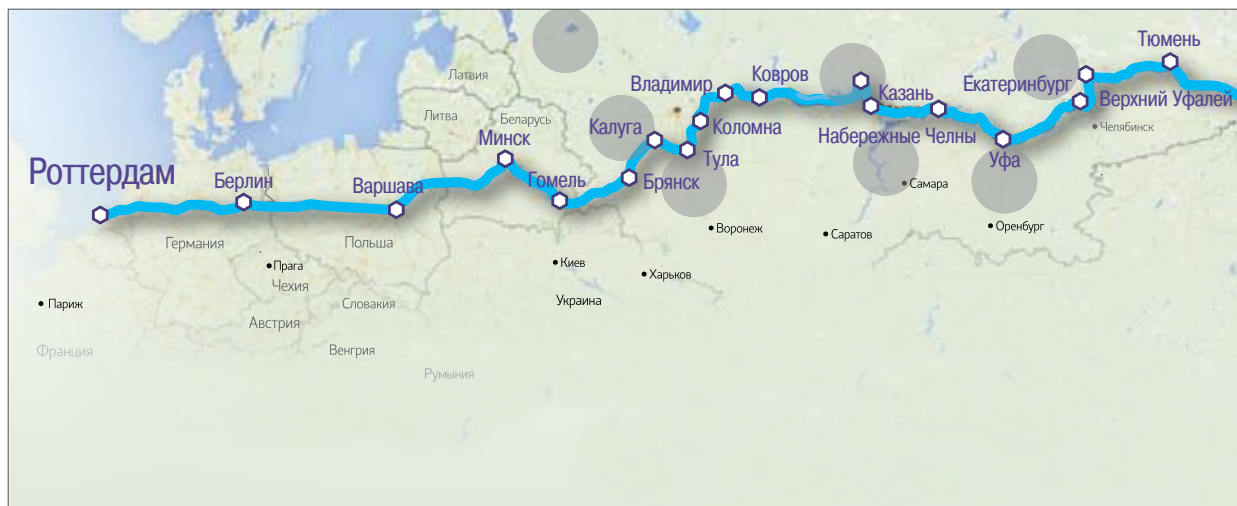 Тюмень
Латвия
Владимир
Ковров
Екатеринбург
Казань
Верхний Уфалей
Литва
Беларусь
Калуга
Коломна
Набережные Челны
Челябинск
Минск
Тула
Уфа
Роттердам
Берлин
Варшава
Гомель
Брянск
Самара
Германия
Польша
Воронеж
Саратов
Оренбург
Прага
Киев
Харьков
Чехия
Париж
Словакия
Украина
Австрия
Франция
Венгрия
Румыния